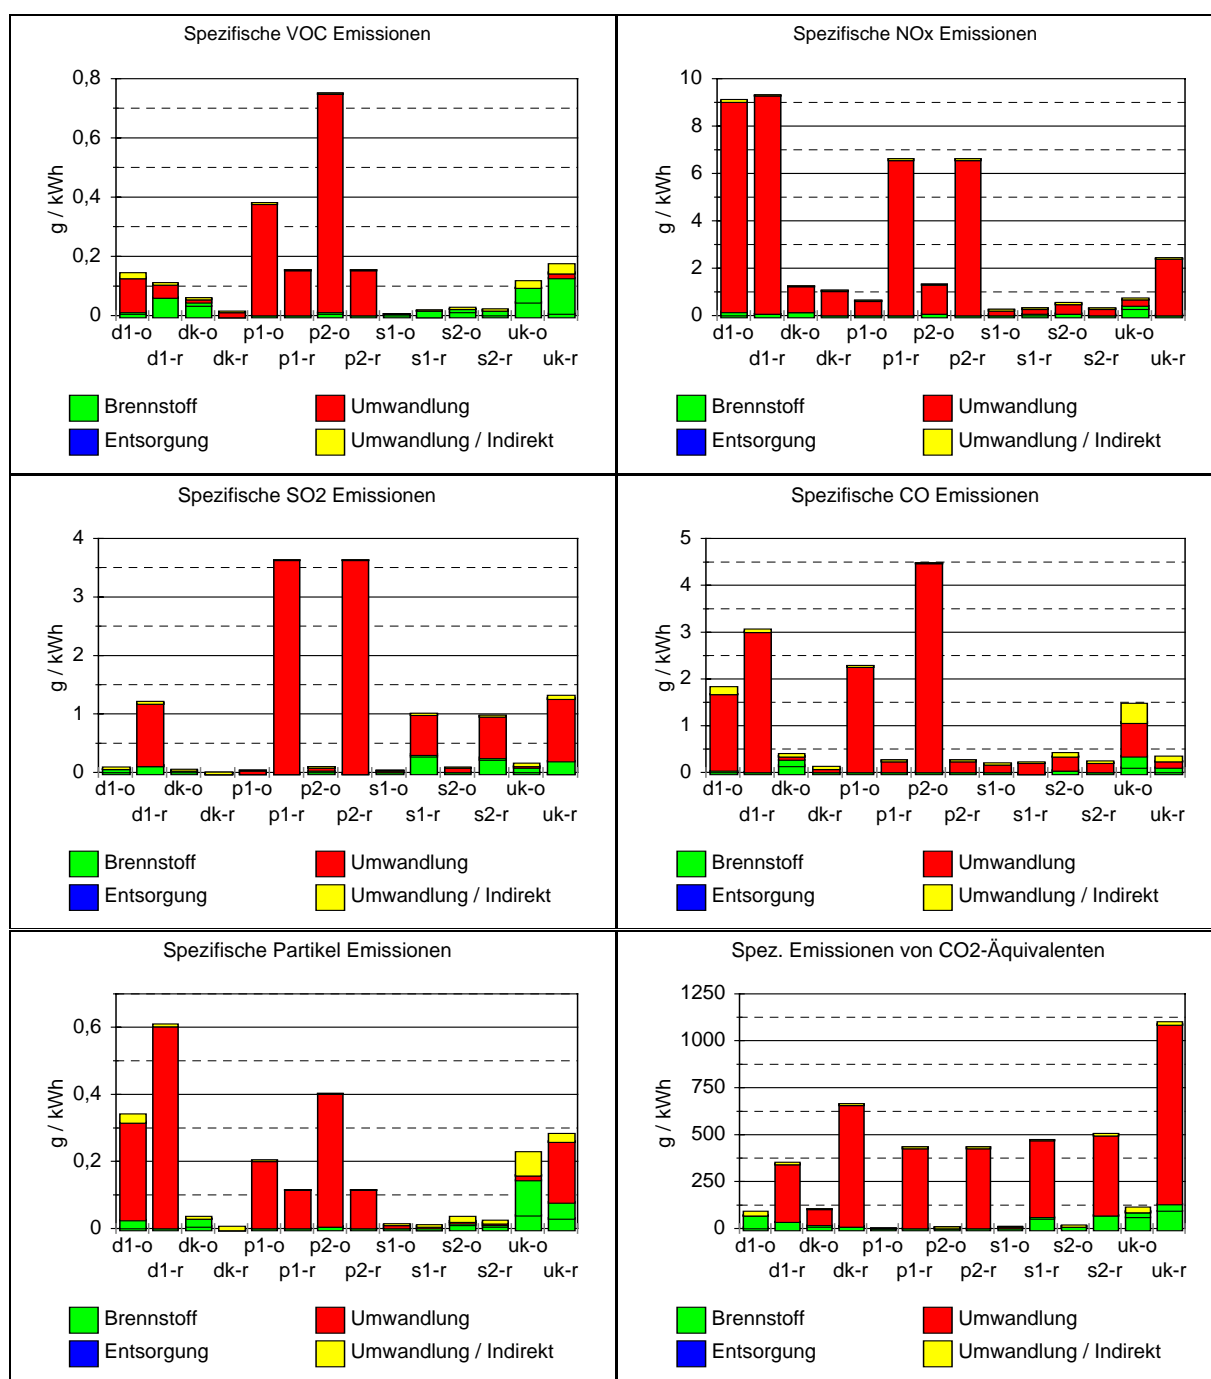 Spezifische VOC Emissionen
0,8
0,6
0,4
0,2
0
g / kWh
d1-o dk-o p1-o p2-o s1-o s2-o uk-o
d1-r dk-r p1-r p2-r s1-r s2-r uk-r
Brennstoff Umwandlung
Entsorgung Umwandlung / Indirekt
Spezifische NOx Emissionen
10
8
6
4
2
0
g / kWh
d1-o dk-o p1-o p2-o s1-o s2-o uk-o
d1-r dk-r p1-r p2-r s1-r s2-r uk-r
Brennstoff Umwandlung
Entsorgung Umwandlung / Indirekt
Spezifische SO2 Emissionen
4
3
2
1
0
g / kWh
d1-o dk-o p1-o p2-o s1-o s2-o uk-o
d1-r dk-r p1-r p2-r s1-r s2-r uk-r
Brennstoff Umwandlung
Entsorgung Umwandlung / Indirekt
Spezifische CO Emissionen
5
4
3
2
1
0
g / kWh
d1-o dk-o p1-o p2-o s1-o s2-o uk-o
d1-r dk-r p1-r p2-r s1-r s2-r uk-r
Brennstoff Umwandlung
Entsorgung Umwandlung / Indirekt
Spezifische Partikel Emissionen
0,6
0,4
0,2
0
g / kWh
d1-o dk-o p1-o p2-o s1-o s2-o uk-o
d1-r dk-r p1-r p2-r s1-r s2-r uk-r
Brennstoff Umwandlung
Entsorgung Umwandlung / Indirekt
Spez. Emissionen von CO2-Äquivalenten
1250
1000
750
500
250
0
g / kWh
d1-o dk-o p1-o p2-o s1-o s2-o uk-o
d1-r dk-r p1-r p2-r s1-r s2-r uk-r
Brennstoff Umwandlung
Entsorgung Umwandlung / Indirekt